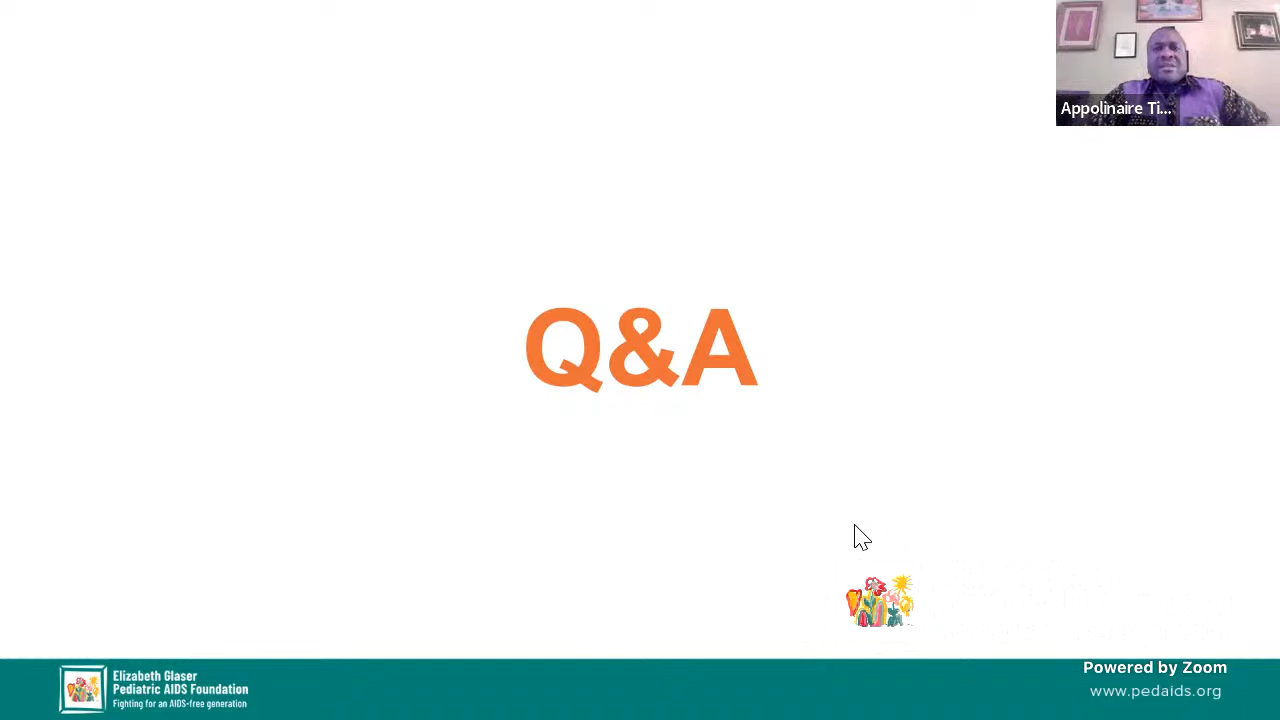 Appolinaire Ti...
Q&A
Elizabeth Glaser
Pediatric AIDS Foundation
Fighting for an AIDS-free generation
Powered by Zoom
www.pedaids.org